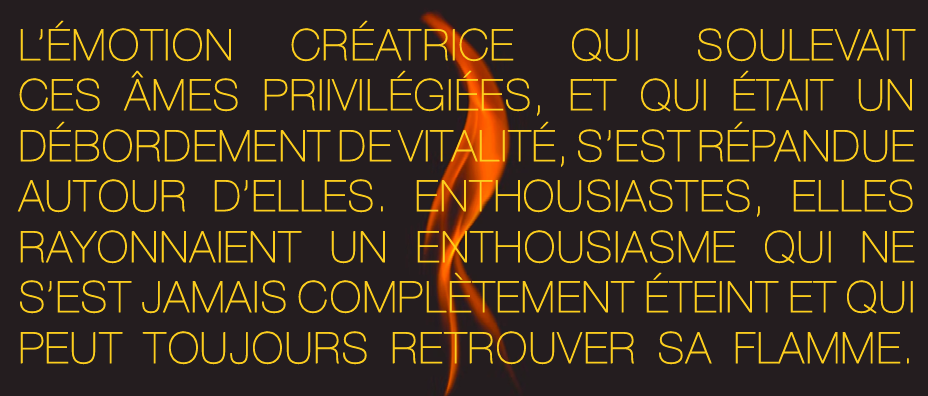 L'ÉMOTION CRÉATRICE QUI SOULEVAIT
CES ÂMES PRIVILÉGIÉES, ET QUI ÉTAIT UN
DÉBORDEMENT DE VITALITÉ, S'EST RÉPANDUE
AUTOUR D'ELLES. ENTHOUSIASTES, ELLES
RAYONNAIENT UN ENTHOUSIASME QUI NE
S'EST JAMAIS COMPLÈTEMENT ÉTEINT ET QUI
PEUT TOUJOURS RETROUVER SA FLAMME.